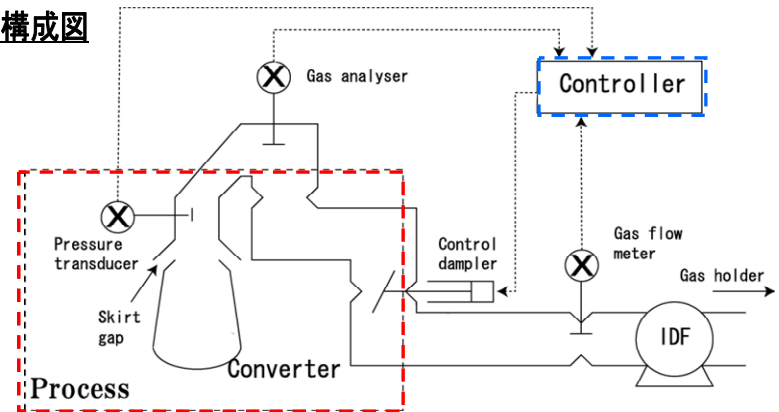 構成図
Gas analyser
Controller
Pressure
transducer
Control
dampler
Gas flow
meter
Gas holder
Skirt
gap
IDF
Converter
Process